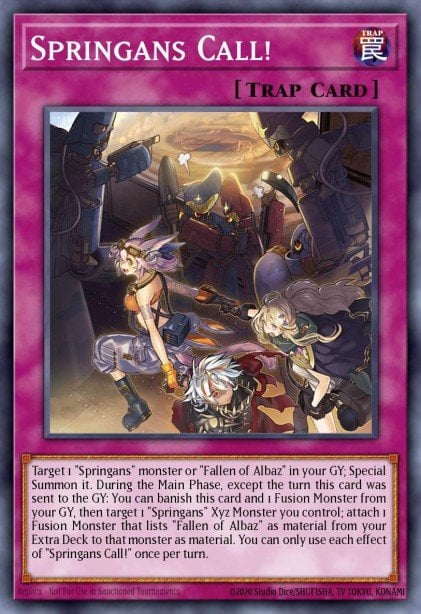 Springans Call!
TRAP
罠
[Trap Card]
Target 1 "Springans" monster or "Fallen of Albaz" in your GY; Special
Summon it. During the Main Phase, except the turn this card was
sent to the GY: You can banish this card and 1 Fusion Monster from
your GY, then target 1 "Springans" Xyz Monster you control; attach 1
Fusion Monster that lists "Fallen of Albaz" as material from your
Extra Deck to that monster as material. You can only use each effect
of "Springans Call!" once per turn.
Replica - Not For Use in Sanctioned Tournaments
©2020 Studio Dice/SHUEISHA, TV TOKYO, KONAMI